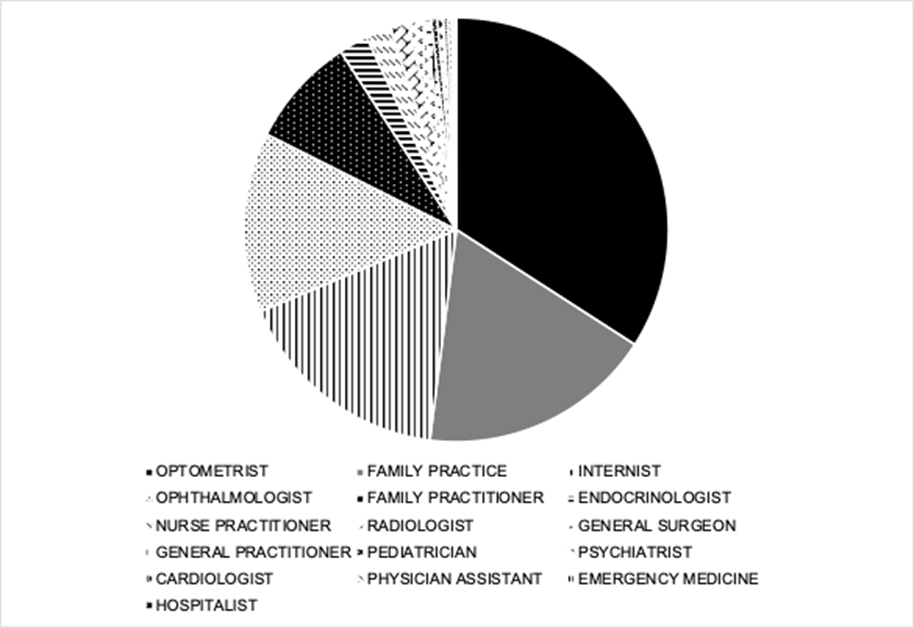 OPTOMETRIST FAMILY PRACTICE INTERNIST
OPHTHALMOLOGIST FAMILY PRACTITIONER ENDOCRINOLOGIST
NURSE PRACTITIONER RADIOLOGIST GENERAL SURGEON
GENERAL PRACTITIONER PEDIATRICIAN PSYCHIATRIST
CARDIOLOGIST PHYSICIAN ASSISTANT EMERGENCY MEDICINE
HOSPITALIST